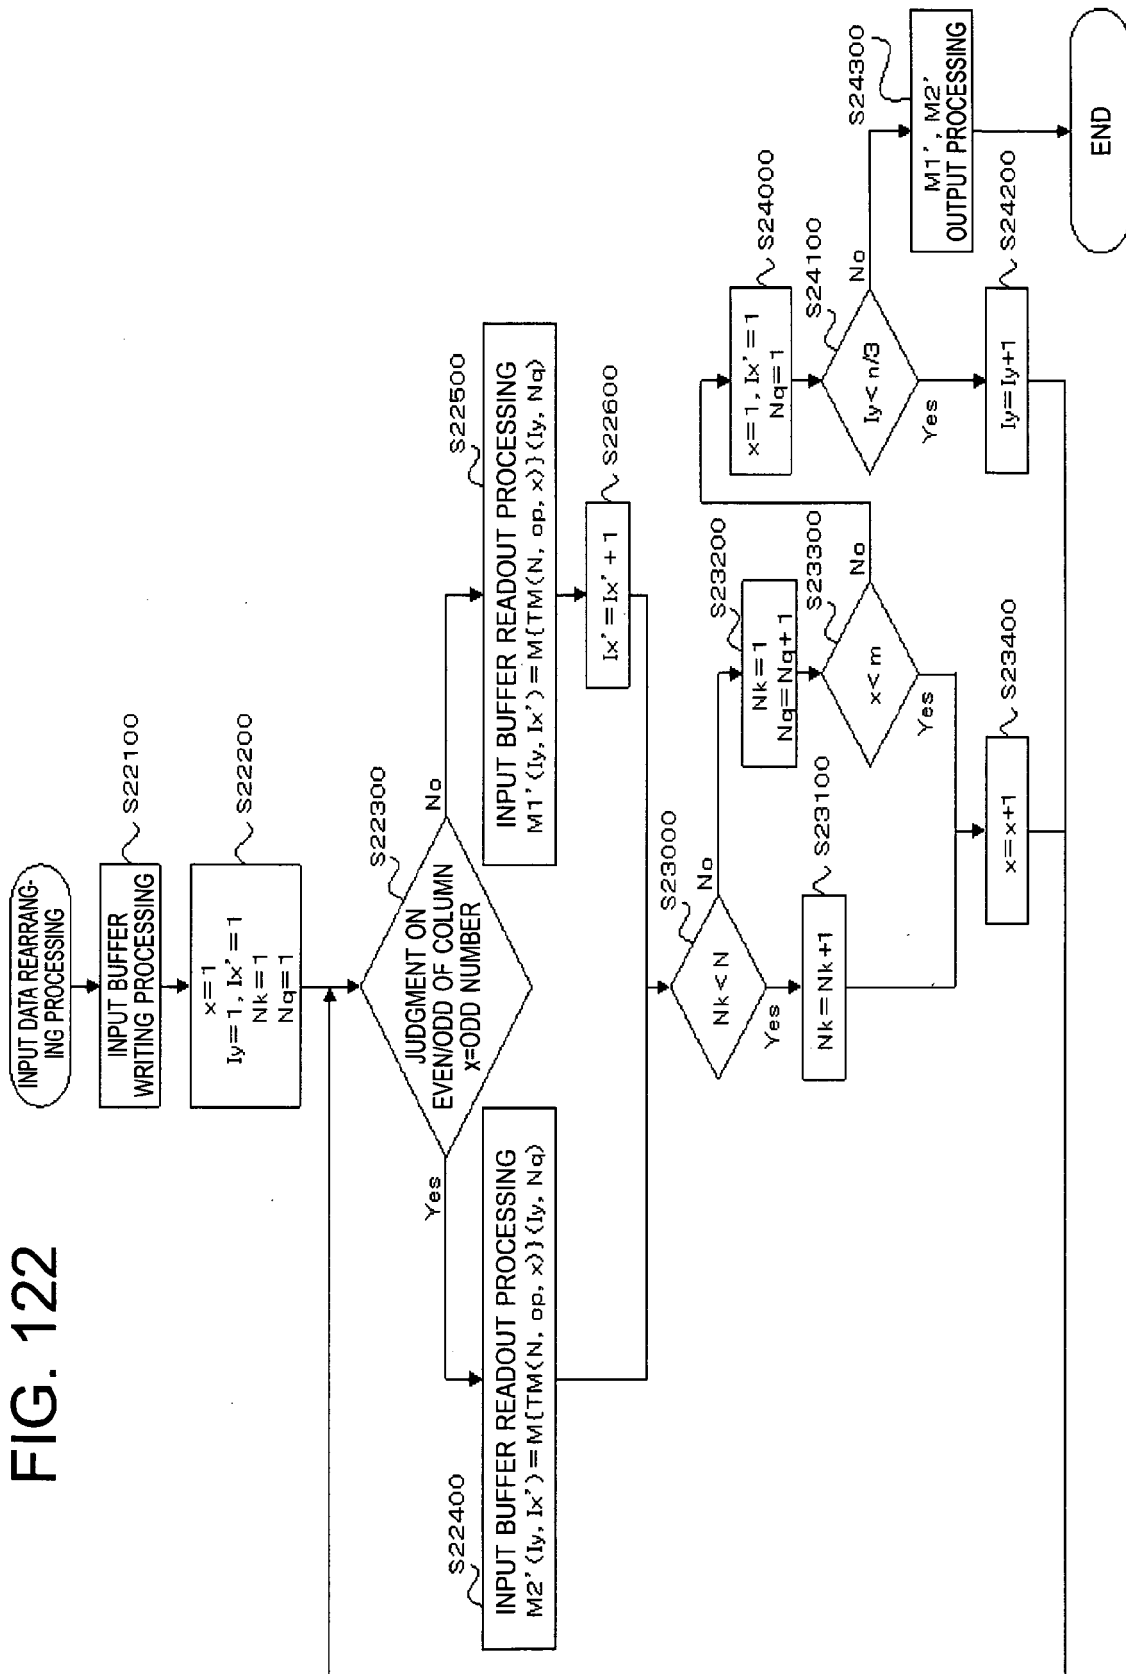 FIG. 122
INPUT DATA REARRANG-
ING PROCESSING
INPUT BUFFER
WRITING PROCESSING
S22100
x=1
Iy=1, Ix'=1
Nk=1
Nq=1
S22200
JUDGMENT ON
EVEN/ODD OF COLUMN
x=ODD NUMBER
S22300
Yes
No
S22400
INPUT BUFFER READOUT PROCESSING
M2'(Iy, Ix')=M{TM(N, op, x)}(Iy, Nq)
INPUT BUFFER READOUT PROCESSING
M1'(Iy, Ix')=M{TM(N, op, x)}(Iy, Nq)
S22500
Ix'=Ix'+1
S22600
Nk<N
S23000
Yes
No
Nk=Nk+1
S23100
Nk=1
Nq=Nq+1
S23200
x<m
S23300
Yes
No
x=x+1
S23400
x=1, Ix'=1
Nq=1
S24000
Iy<n/3
S24100
Yes
No
Iy=Iy+1
S24200
M1', M2'
OUTPUT PROCESSING
S24300
END